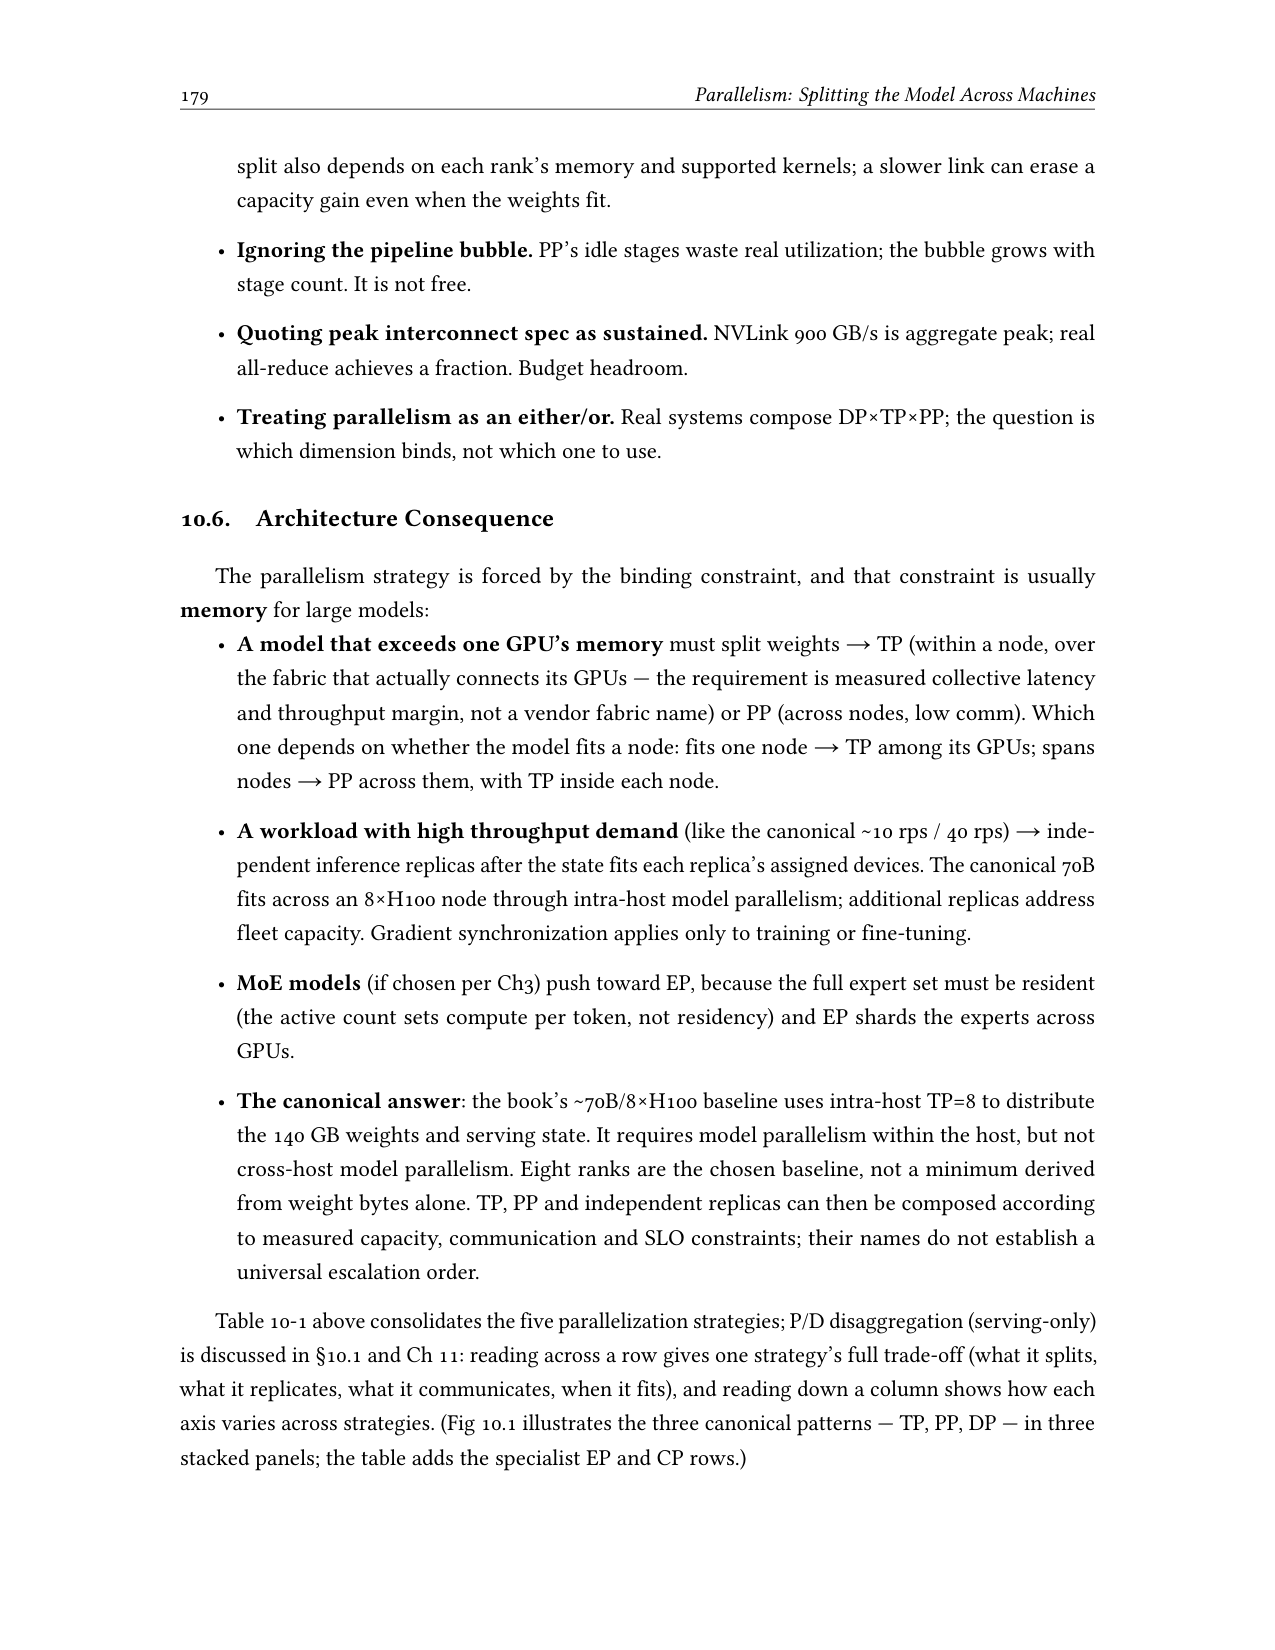 179 Parallelism: Splitting the Model Across Machines
split also depends on each rank’s memory and supported kernels; a slower link can erase a
capacity gain even when the weights fit.
• Ignoring the pipeline bubble. PP’s idle stages waste real utilization; the bubble grows with
stage count. It is not free.
• Quoting peak interconnect spec as sustained. NVLink 900 GB/s is aggregate peak; real
all-reduce achieves a fraction. Budget headroom.
• Treating parallelism as an either/or. Real systems compose DP×TP×PP; the question is
which dimension binds, not which one to use.
10.6. Architecture Consequence
The parallelism strategy is forced by the binding constraint, and that constraint is usually
memory for large models:
• A model that exceeds one GPU’s memory must split weights → TP (within a node, over
the fabric that actually connects its GPUs — the requirement is measured collective latency
and throughput margin, not a vendor fabric name) or PP (across nodes, low comm). Which
one depends on whether the model fits a node: fits one node → TP among its GPUs; spans
nodes → PP across them, with TP inside each node.
• A workload with high throughput demand (like the canonical ~10 rps / 40 rps) → inde-
pendent inference replicas after the state fits each replica’s assigned devices. The canonical 70B
fits across an 8×H100 node through intra-host model parallelism; additional replicas address
fleet capacity. Gradient synchronization applies only to training or fine-tuning.
• MoE models (if chosen per Ch3) push toward EP, because the full expert set must be resident
(the active count sets compute per token, not residency) and EP shards the experts across
GPUs.
• The canonical answer: the book’s ~70B/8×H100 baseline uses intra-host TP=8 to distribute
the 140 GB weights and serving state. It requires model parallelism within the host, but not
cross-host model parallelism. Eight ranks are the chosen baseline, not a minimum derived
from weight bytes alone. TP, PP and independent replicas can then be composed according
to measured capacity, communication and SLO constraints; their names do not establish a
universal escalation order.
Table 10-1 above consolidates the five parallelization strategies; P/D disaggregation (serving-only)
is discussed in §10.1 and Ch 11: reading across a row gives one strategy’s full trade-off (what it splits,
what it replicates, what it communicates, when it fits), and reading down a column shows how each
axis varies across strategies. (Fig 10.1 illustrates the three canonical patterns — TP, PP, DP — in three
stacked panels; the table adds the specialist EP and CP rows.)